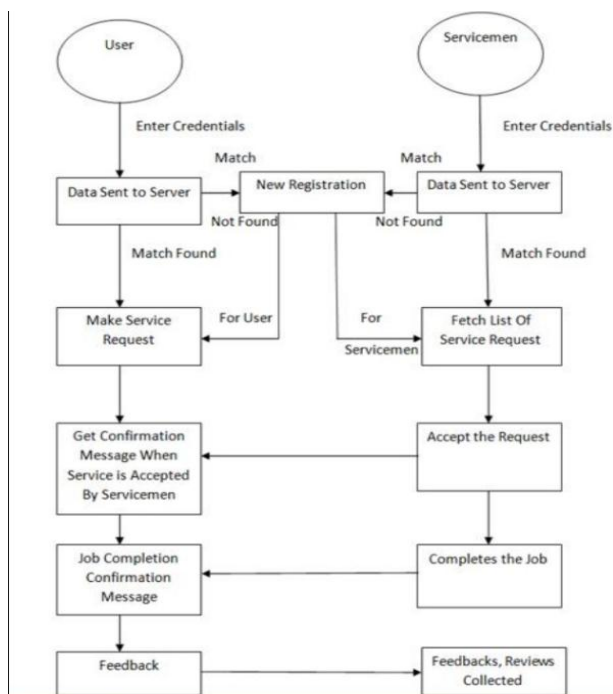 User
Servicemen
Enter Credentials
Enter Credentials
Match
Match
Data Sent to Server
New Registration
Data Sent to Server
Not Found
Not Found
Match Found
Match Found
Make Service
Request
For User
For
Servicemen
Fetch List Of
Service Request
Get Confirmation
Message When
Service is Accepted
By Servicemen
Accept the Request
Job Completion
Confirmation
Message
Completes the Job
Feedback
Feedbacks, Reviews
Collected